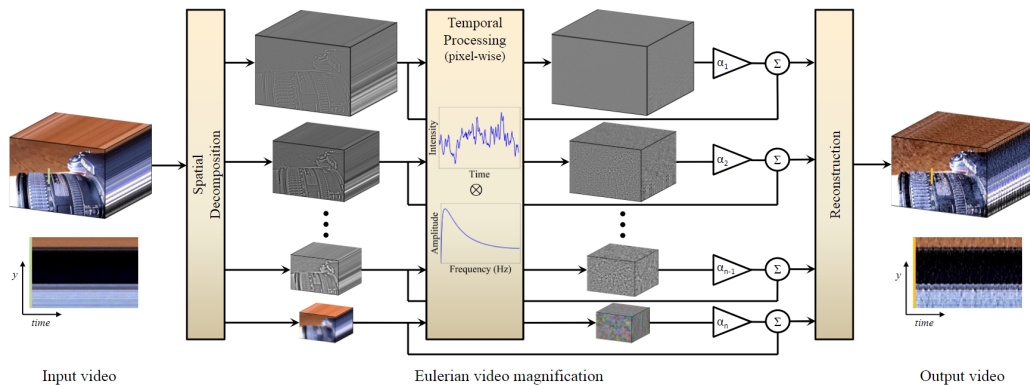 Temporal
Processing
(pixel-wise)
α1
Σ
Intensity
Time
α2
Σ
Spatial
Decomposition
Reconstruction
Amplitude
Frequency (Hz)
αn-1
Σ
αn
Σ
y
time
y
time
Input video
Eulerian video magnification
Output video